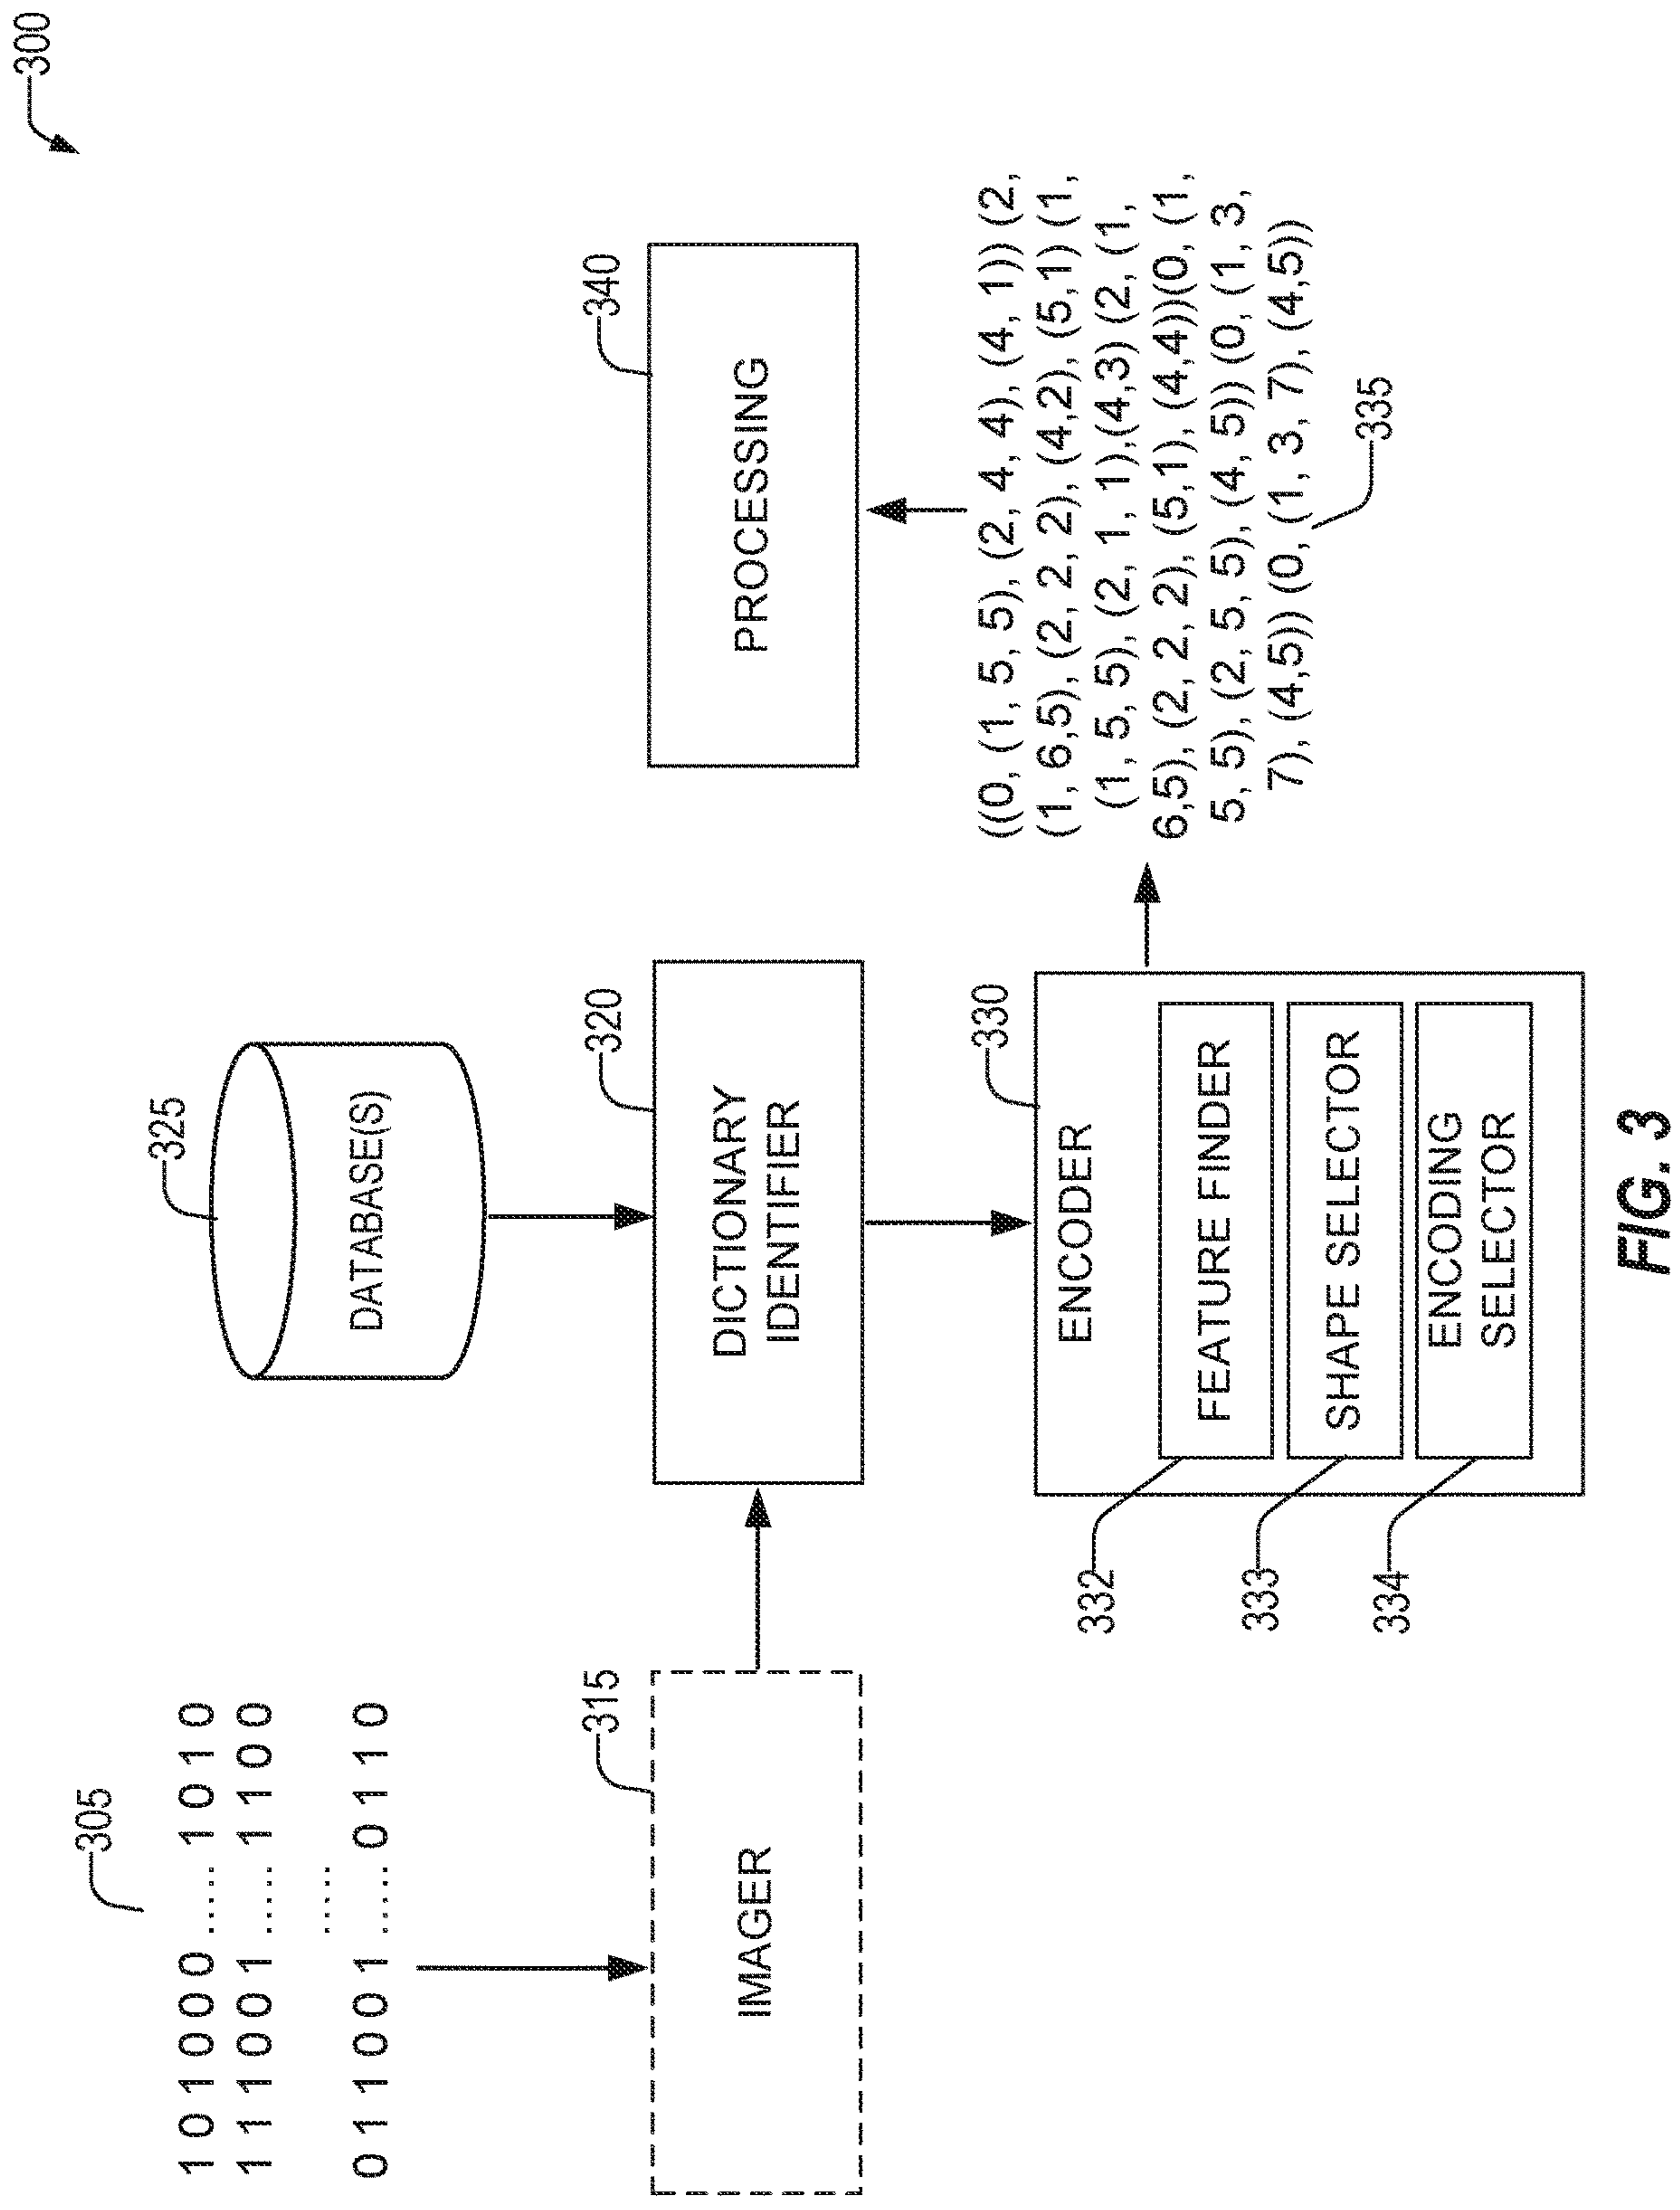 300
305
1 0 1 0 0 0 ..... 1 0 1 0
1 1 1 0 0 1 ..... 1 1 0 0
.....
0 1 1 0 0 1 ..... 0 1 1 0
315
IMAGER
325
DATABASE(S)
320
DICTIONARY
IDENTIFIER
330
ENCODER
332
FEATURE FINDER
333
SHAPE SELECTOR
334
ENCODING
SELECTOR
340
PROCESSING
((0, (1, 5, 5), (2, 4, 4), (4, 1)) (2,
(1, 6,5), (2, 2, 2), (4,2), (5,1) (1,
(1, 5, 5), (2, 1, 1),(4,3) (2, (1,
6,5), (2, 2, 2), (5,1), (4,4))(0, (1,
5, 5), (2, 5, 5), (4, 5)) (0, (1, 3,
7), (4,5)) (0, (1, 3, 7), (4,5))
335
FIG. 3